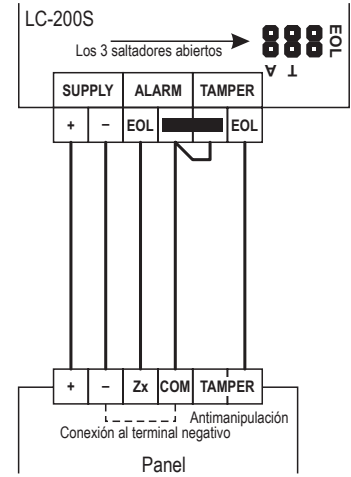 LC-200S
Los 3 saltadores abiertos
EOL
A T
SUPPLY ALARM TAMPER
+ – EOL EOL
+ – Zx COM TAMPER
Antimanipulación
Conexión al terminal negativo
Panel